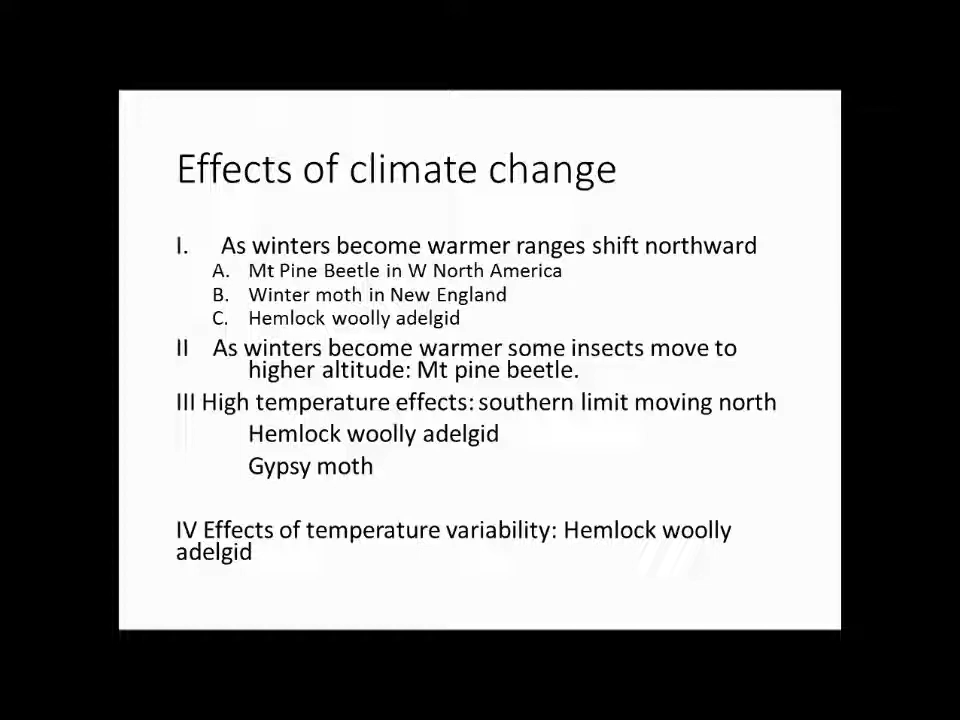 Effects of climate change
I. As winters become warmer ranges shift northward
A. Mt Pine Beetle in W North America
B. Winter moth in New England
C. Hemlock woolly adelgid
II As winters become warmer some insects move to
higher altitude: Mt pine beetle.
III High temperature effects: southern limit moving north
Hemlock woolly adelgid
Gypsy moth
IV Effects of temperature variability: Hemlock woolly
adelgid